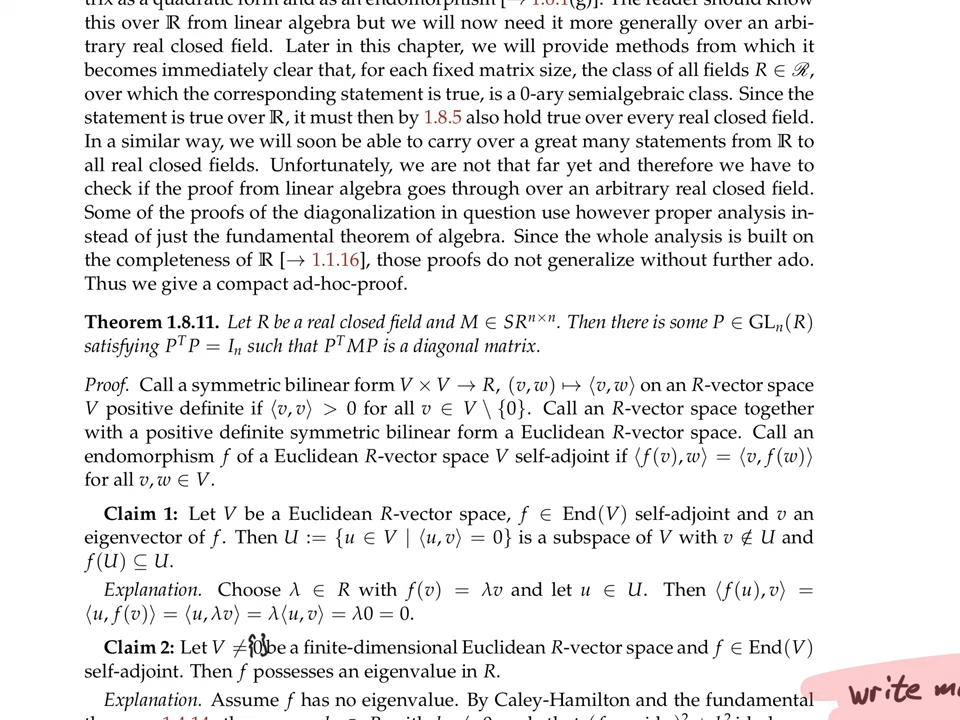 trix as a quadratic form and as an endomorphism [→ 1.6.1(g)]. The reader should know
this over ℝ from linear algebra but we will now need it more generally over an arbi-
trary real closed field. Later in this chapter, we will provide methods from which it
becomes immediately clear that, for each fixed matrix size, the class of all fields R ∈ ℛ,
over which the corresponding statement is true, is a 0-ary semialgebraic class. Since the
statement is true over ℝ, it must then by 1.8.5 also hold true over every real closed field.
In a similar way, we will soon be able to carry over a great many statements from ℝ to
all real closed fields. Unfortunately, we are not that far yet and therefore we have to
check if the proof from linear algebra goes through over an arbitrary real closed field.
Some of the proofs of the diagonalization in question use however proper analysis in-
stead of just the fundamental theorem of algebra. Since the whole analysis is built on
the completeness of ℝ [→ 1.1.16], those proofs do not generalize without further ado.
Thus we give a compact ad-hoc-proof.
Theorem 1.8.11. Let R be a real closed field and M ∈ SRⁿˣⁿ. Then there is some P ∈ GLₙ(R)
satisfying PᵀP = Iₙ such that PᵀMP is a diagonal matrix.
Proof. Call a symmetric bilinear form V × V → R, (v, w) ↦ ⟨v, w⟩ on an R-vector space
V positive definite if ⟨v, v⟩ > 0 for all v ∈ V \ {0}. Call an R-vector space together
with a positive definite symmetric bilinear form a Euclidean R-vector space. Call an
endomorphism f of a Euclidean R-vector space V self-adjoint if ⟨f(v), w⟩ = ⟨v, f(w)⟩
for all v, w ∈ V.
Claim 1: Let V be a Euclidean R-vector space, f ∈ End(V) self-adjoint and v an
eigenvector of f. Then U := {u ∈ V | ⟨u, v⟩ = 0} is a subspace of V with v ∉ U and
f(U) ⊆ U.
Explanation. Choose λ ∈ R with f(v) = λv and let u ∈ U. Then ⟨f(u), v⟩ =
⟨u, f(v)⟩ = ⟨u, λv⟩ = λ⟨u, v⟩ = λ0 = 0.
Claim 2: Let V ≠ {0} be a finite-dimensional Euclidean R-vector space and f ∈ End(V)
self-adjoint. Then f possesses an eigenvalue in R.
Explanation. Assume f has no eigenvalue. By Caley-Hamilton and the fundamental
write